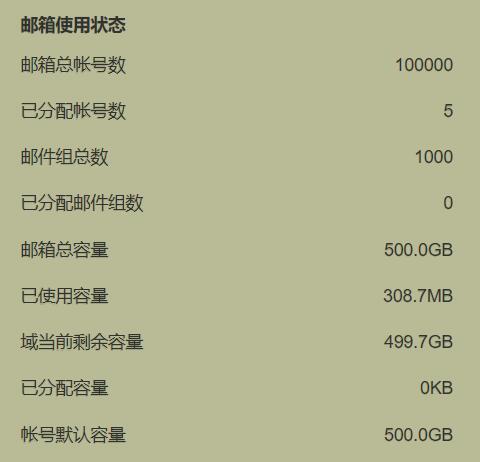 邮箱使用状态
邮箱总帐号数 100000
已分配帐号数 5
邮件组总数 1000
已分配邮件组数 0
邮箱总容量 500.0GB
已使用容量 308.7MB
域当前剩余容量 499.7GB
已分配容量 0KB
帐号默认容量 500.0GB